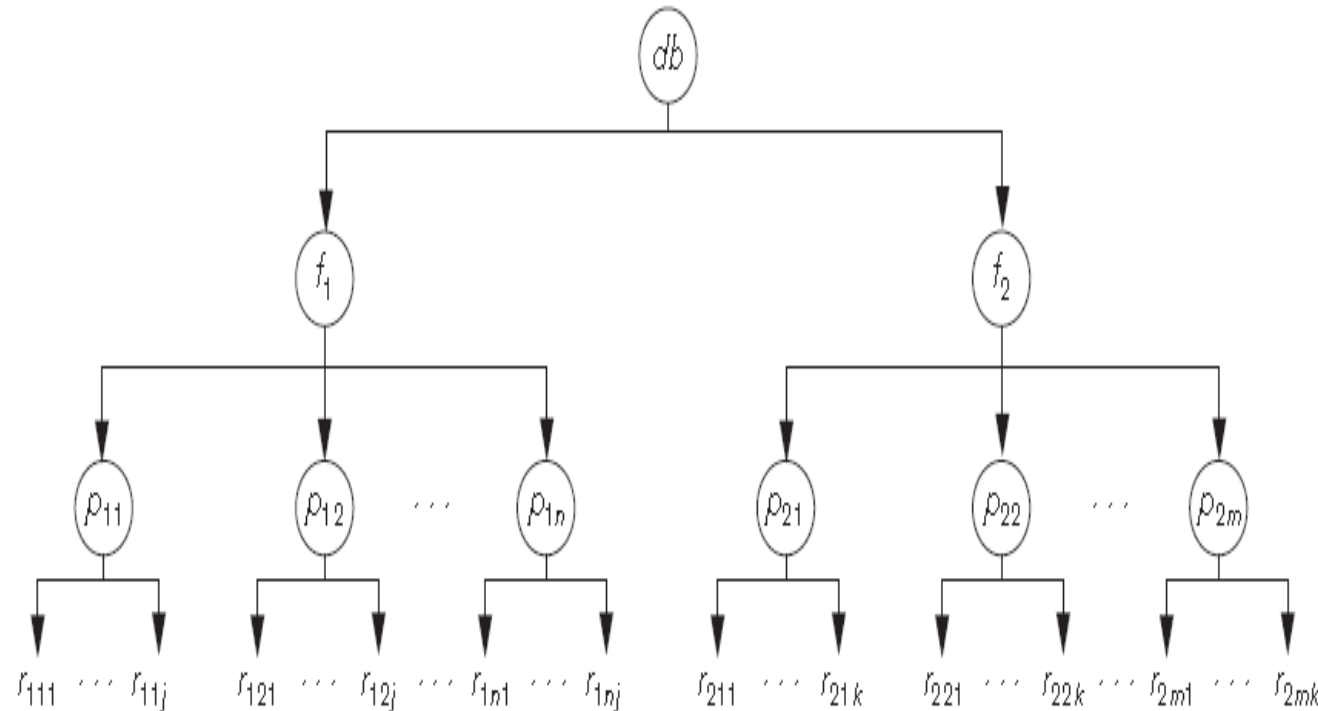 db
f₁ f₂
p₁₁ p₁₂ ··· p₁ₙ p₂₁ p₂₂ ··· p₂ₘ
r₁₁₁ ··· r₁₁ⱼ r₁₂₁ ··· r₁₂ⱼ ··· r₁ₙ₁ ··· r₁ₙⱼ r₂₁₁ ··· r₂₁ₖ r₂₂₁ ··· r₂₂ₖ ··· r₂ₘ₁ ··· r₂ₘₖ